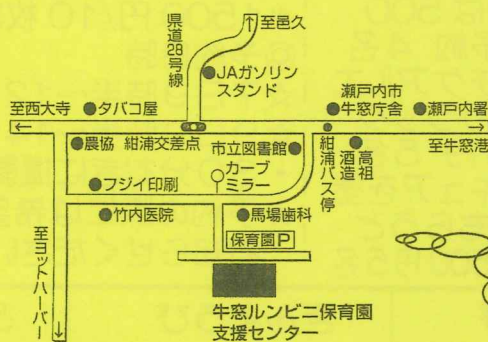 至邑久
県道28号線
●JAガソリン
スタンド
瀬戸内市
至西大寺 ●タバコ屋
●牛窓庁舎 ●瀬戸内署
●農協 紺浦交差点
市立図書館●
至牛窓港
紺浦バス停
高祖酒造
カーブ
ミラー
●フジイ印刷
●竹内医院
●馬場歯科
保育園P
至ヨットハーバー
牛窓ルンビニ保育園
支援センター